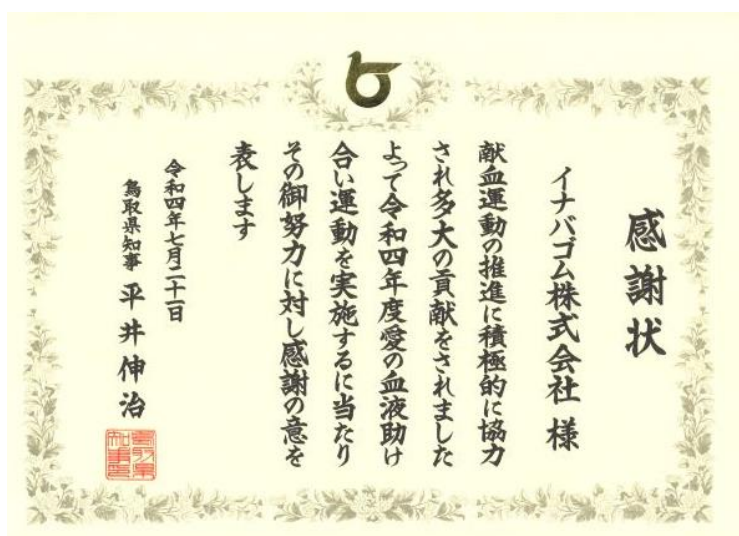 感謝状
イナバゴム株式会社 様
献血運動の推進に積極的に協力
され多大の貢献をされました
よって令和四年度愛の血液助け
合い運動を実施するに当たり
その御努力に対し感謝の意を
表します
令和四年七月二十一日
鳥取県知事 平井伸治